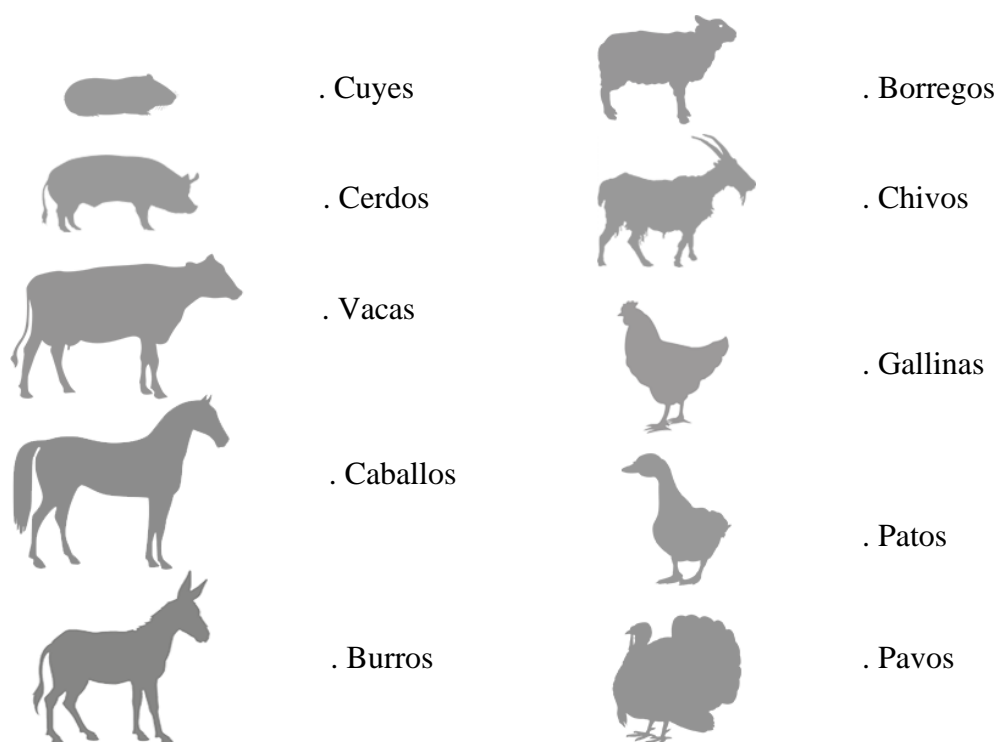 . Cuyes
. Cerdos
. Vacas
. Caballos
. Burros
. Borregos
. Chivos
. Gallinas
. Patos
. Pavos